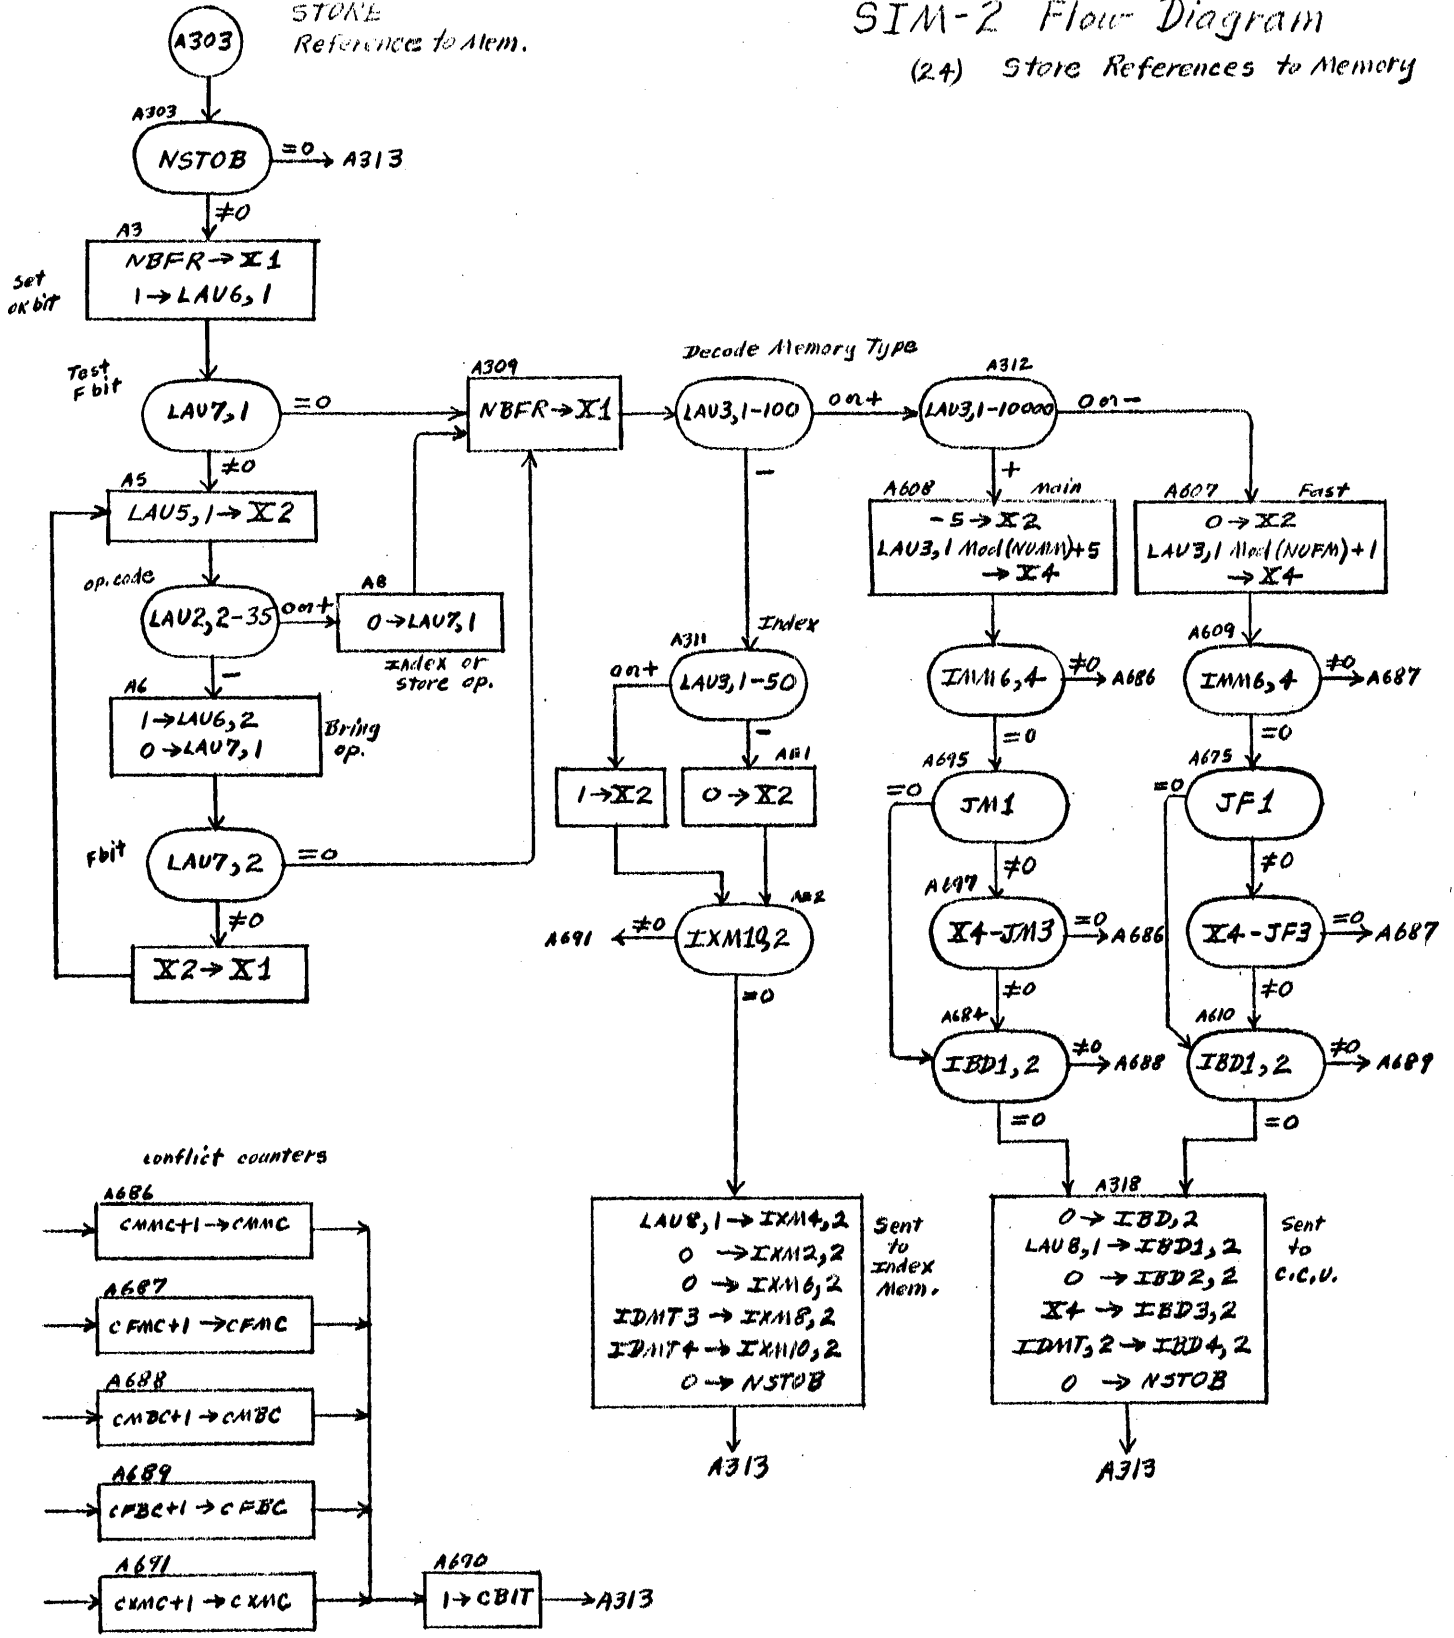 STORE
References to Mem.
SIM-2 Flow Diagram
(24) Store References to Memory
A303
A303
NSTOB
=0
A313
≠0
A3
NBFR→X1
1→LAU6,1
Set
OK bit
Test
F bit
LAU7,1
=0
≠0
A5
LAU5,1→X2
op. code
LAU2,2-35
0 or +
-
A8
0→LAU7,1
Index or
store op.
A6
1→LAU6,2
0→LAU7,1
Bring
op.
Fbit
LAU7,2
=0
≠0
X2→X1
A309
NBFR→X1
Decode Memory Type
LAU3,1-100
0 or +
-
A312
LAU3,1-10000
0 or -
+
A608
Main
-5→X2
LAU3,1 Mod(NUMM)+5
→X4
A607
Fast
0→X2
LAU3,1 Mod(NUFM)+1
→X4
Index
A311
LAU3,1-50
0 or +
-
1→X2
0→X2
IXM10,2
≠0
A691
=0
IMM6,4
≠0
A686
=0
A609
IMM6,4
≠0
A687
=0
A695
JM1
=0
≠0
A675
JF1
=0
≠0
A697
X4-JM3
=0
A686
≠0
X4-JF3
=0
A687
≠0
A684
IBD1,2
≠0
A688
=0
A610
IBD1,2
≠0
A689
=0
LAU8,1→IXM4,2
0→IXM2,2
0→IXM6,2
IDMT3→IXM8,2
IDMT4→IXM10,2
0→NSTOB
Sent
to
Index
Mem.
A313
A318
0→IBD,2
LAU8,1→IBD1,2
0→IBD2,2
X4→IBD3,2
IDMT,2→IBD4,2
0→NSTOB
Sent
to
C.C.U.
A313
conflict counters
A686
CMMC+1→CMMC
A687
CFMC+1→CFMC
A688
CMBC+1→CMBC
A689
CFBC+1→CFBC
A691
CXMC+1→CXMC
A690
1→CBIT
A313